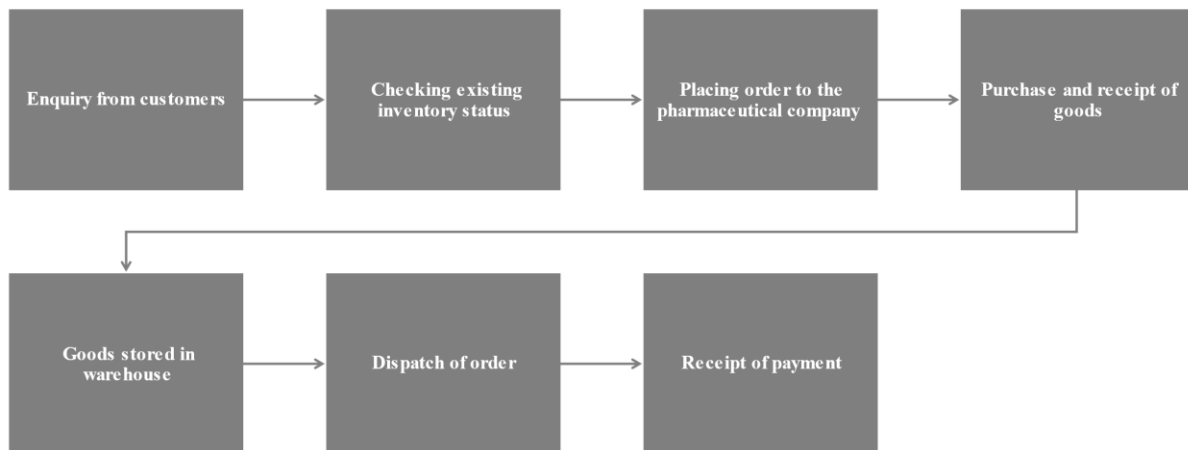 Enquiry from customers
Checking existing
inventory status
Placing order to the
pharmaceutical company
Purchase and receipt of
goods
Goods stored in
warehouse
Dispatch of order
Receipt of payment